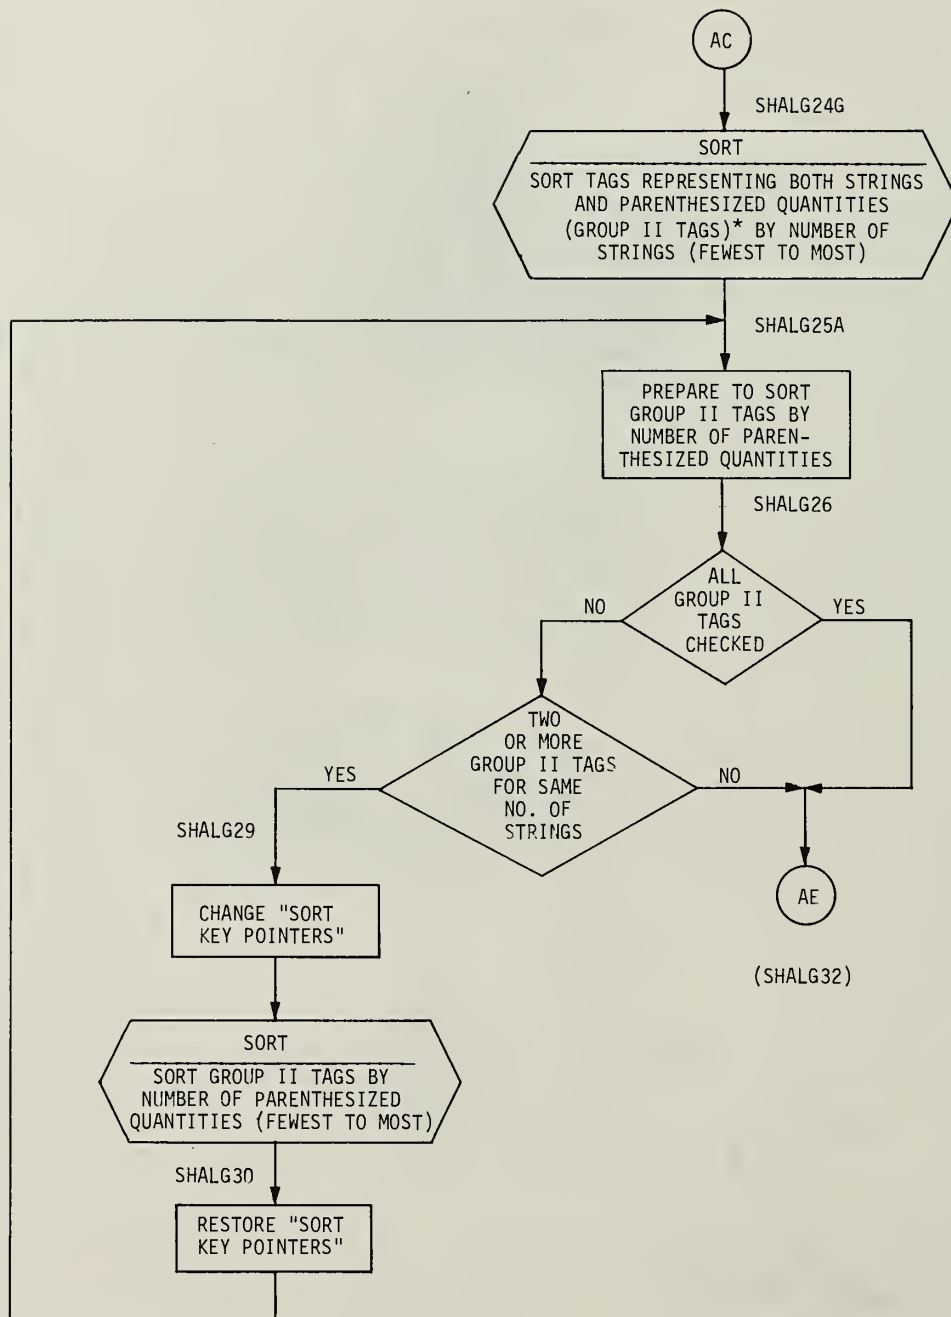 AC
SHALG24G
SORT
SORT TAGS REPRESENTING BOTH STRINGS
AND PARENTHESIZED QUANTITIES
(GROUP II TAGS)* BY NUMBER OF
STRINGS (FEWEST TO MOST)
SHALG25A
PREPARE TO SORT
GROUP II TAGS BY
NUMBER OF PAREN-
THESIZED QUANTITIES
SHALG26
ALL
GROUP II
TAGS
CHECKED
NO
YES
TWO
OR MORE
GROUP II TAGS
FOR SAME
NO. OF
STRINGS
YES
NO
SHALG29
CHANGE "SORT
KEY POINTERS"
AE
(SHALG32)
SORT
SORT GROUP II TAGS BY
NUMBER OF PARENTHESIZED
QUANTITIES (FEWEST TO MOST)
SHALG30
RESTORE "SORT
KEY POINTERS"